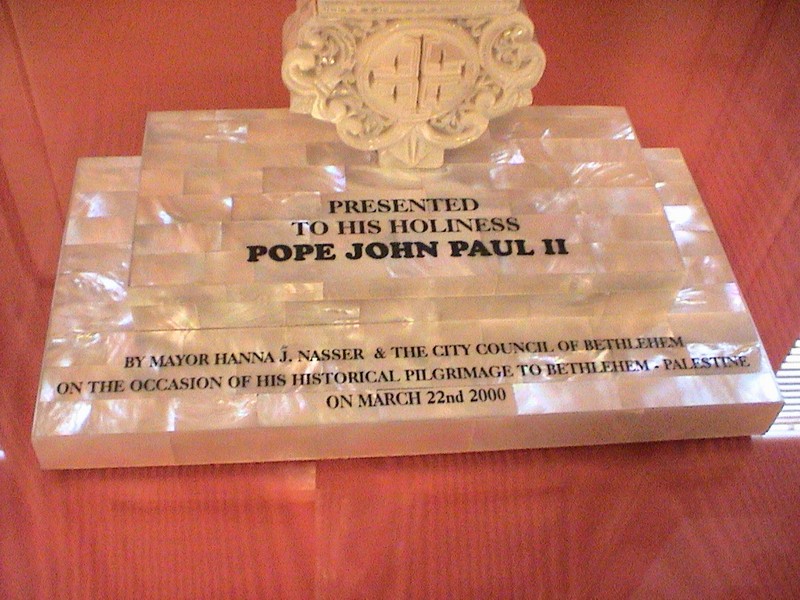 PRESENTED
TO HIS HOLINESS
POPE JOHN PAUL II
BY MAYOR HANNA J. NASSER & THE CITY COUNCIL OF BETHLEHEM
ON THE OCCASION OF HIS HISTORICAL PILGRIMAGE TO BETHLEHEM - PALESTINE
ON MARCH 22nd 2000